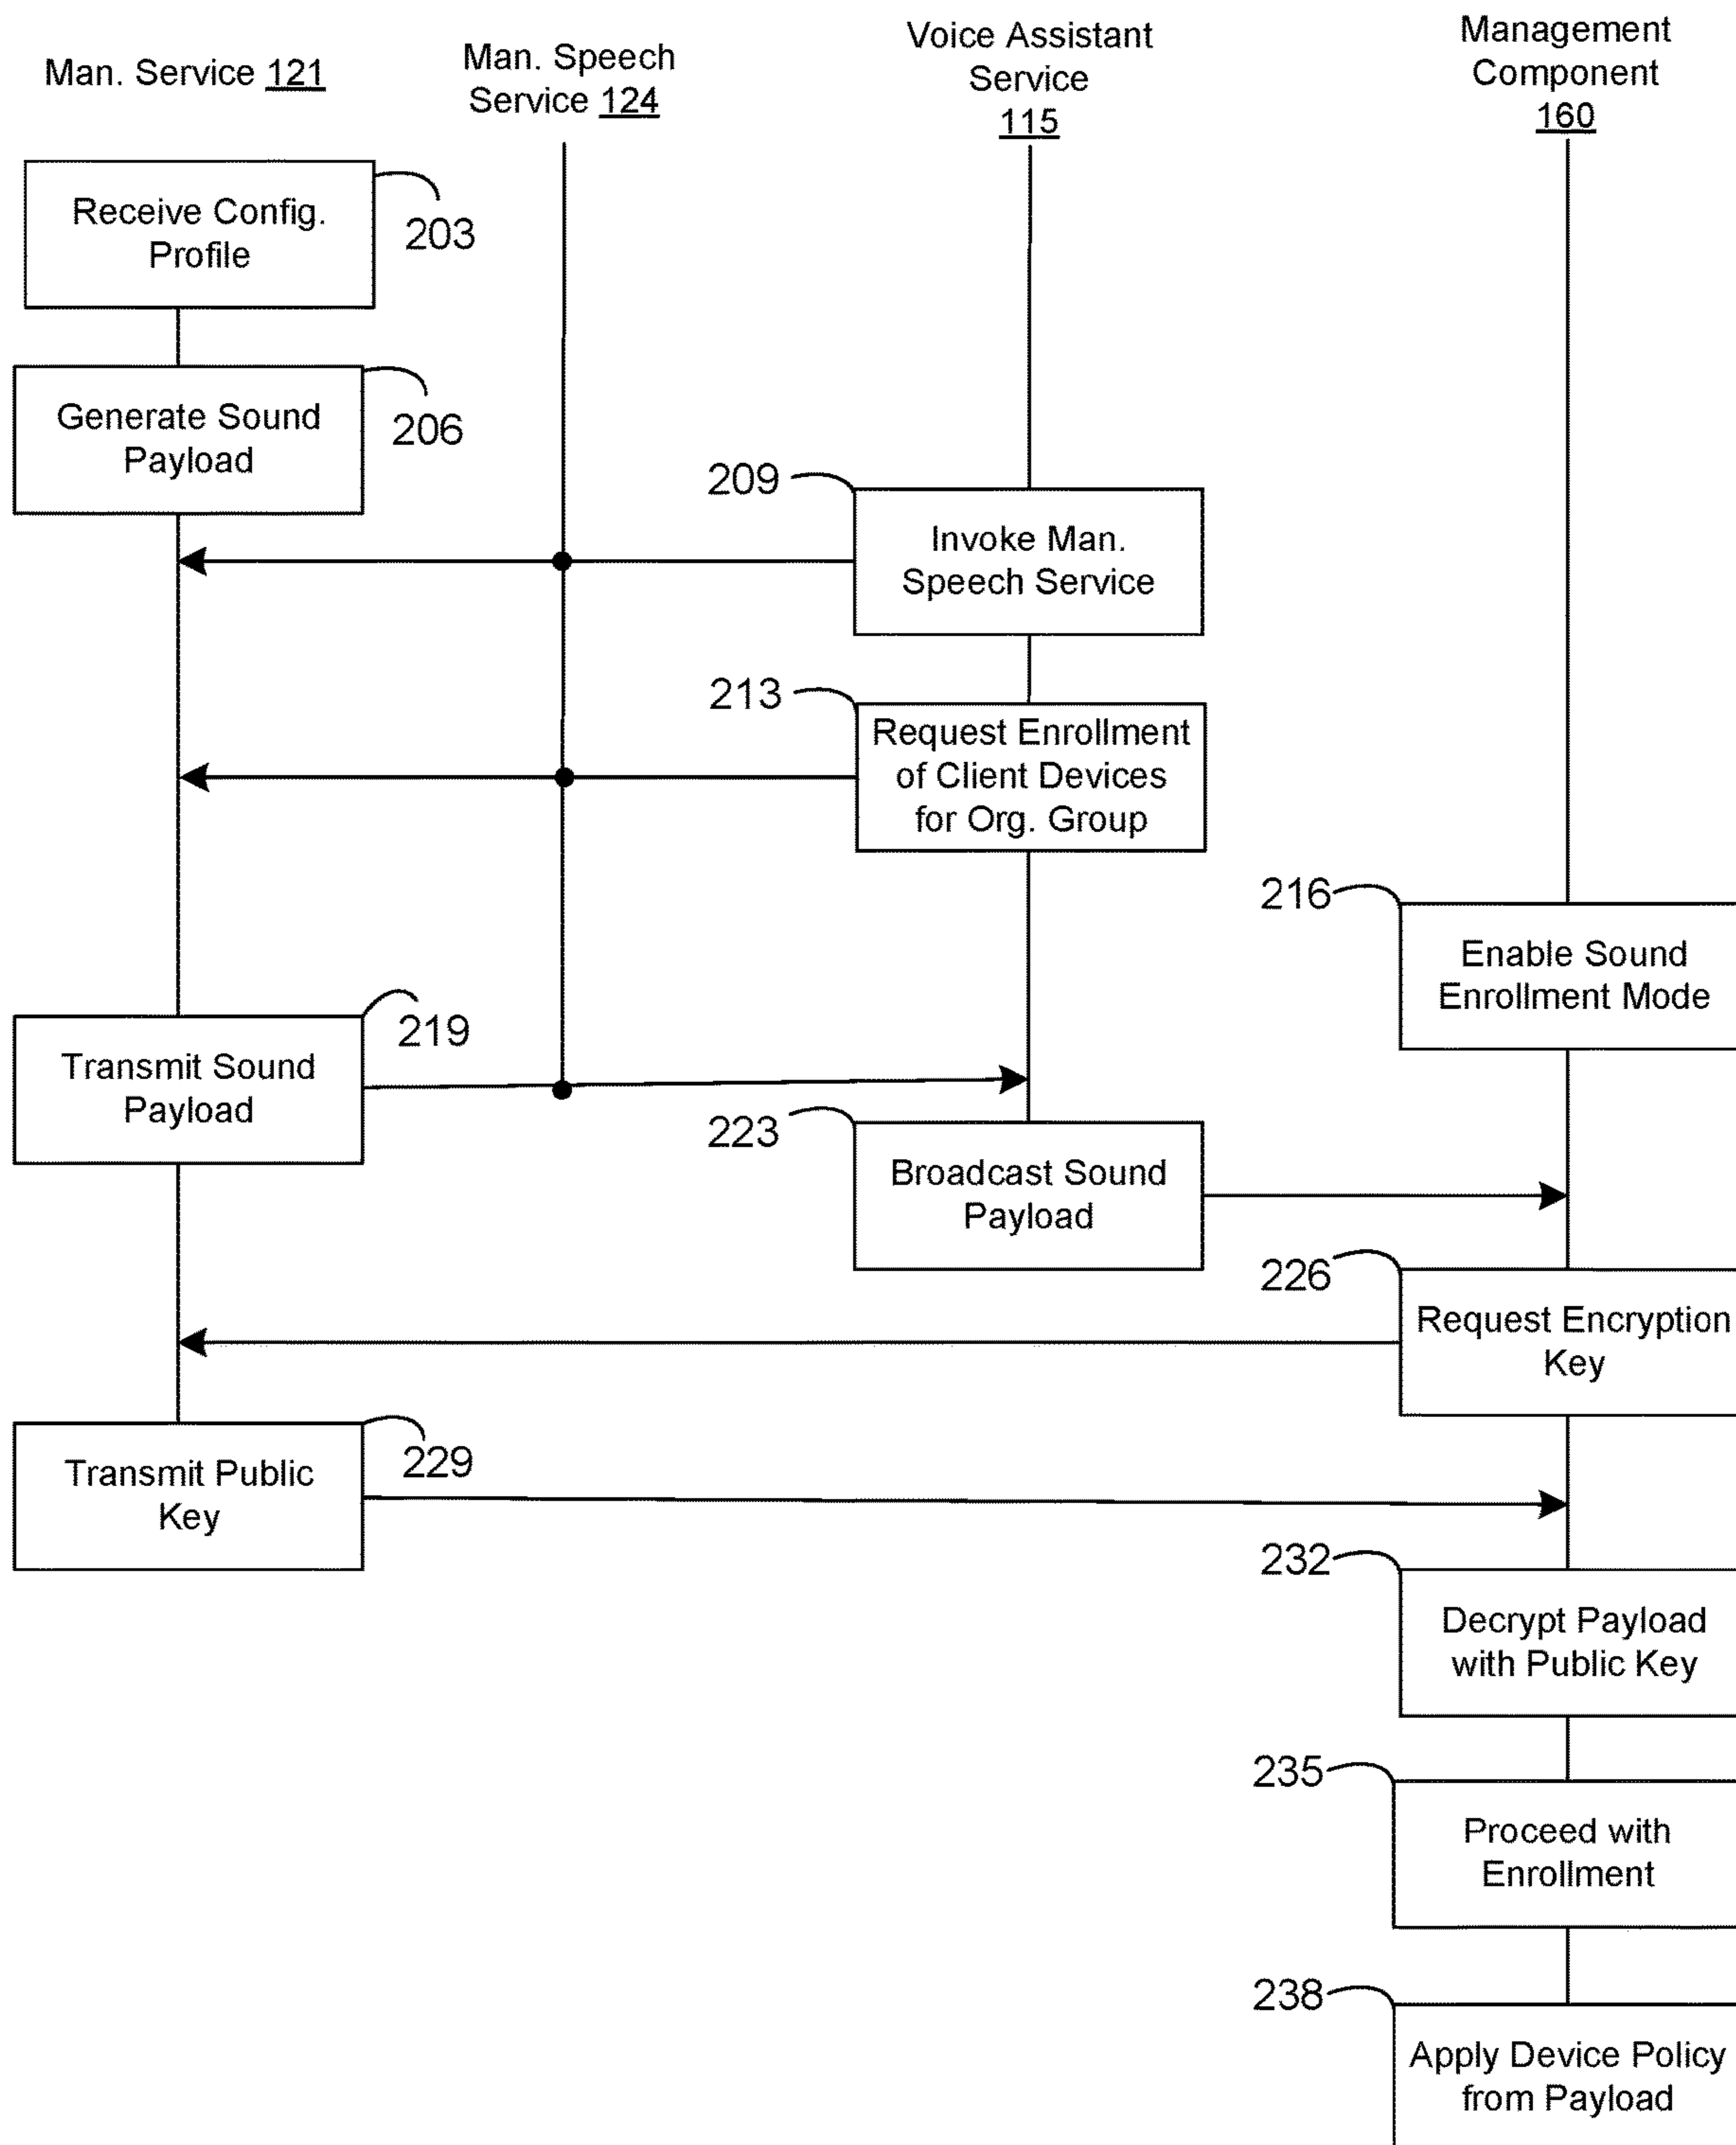 Man. Service 121
Man. Speech
Service 124
Voice Assistant
Service
115
Management
Component
160
Receive Config.
Profile
203
Generate Sound
Payload
206
209
Invoke Man.
Speech Service
213
Request Enrollment
of Client Devices
for Org. Group
216
Enable Sound
Enrollment Mode
219
Transmit Sound
Payload
223
Broadcast Sound
Payload
226
Request Encryption
Key
229
Transmit Public
Key
232
Decrypt Payload
with Public Key
235
Proceed with
Enrollment
238
Apply Device Policy
from Payload